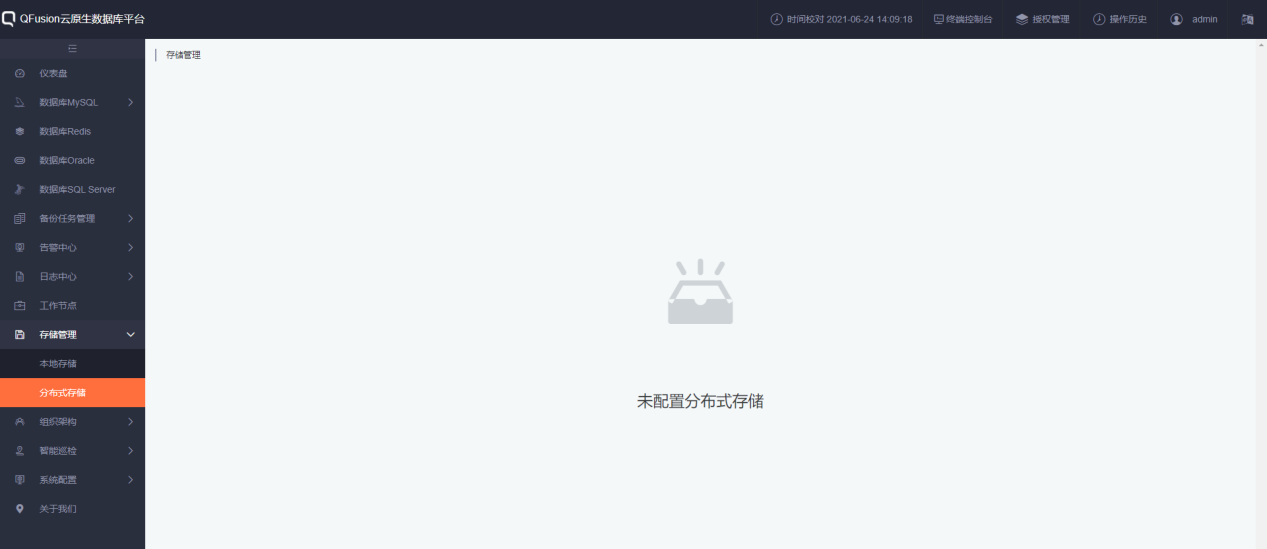 QFusion云原生数据库平台
时间校对 2021-06-24 14:09:18
终端控制台
授权管理
操作历史
admin
仪表盘
数据库MySQL
数据库Redis
数据库Oracle
数据库SQL Server
备份任务管理
告警中心
日志中心
工作节点
存储管理
本地存储
分布式存储
组织架构
智能巡检
系统配置
关于我们
存储管理
未配置分布式存储